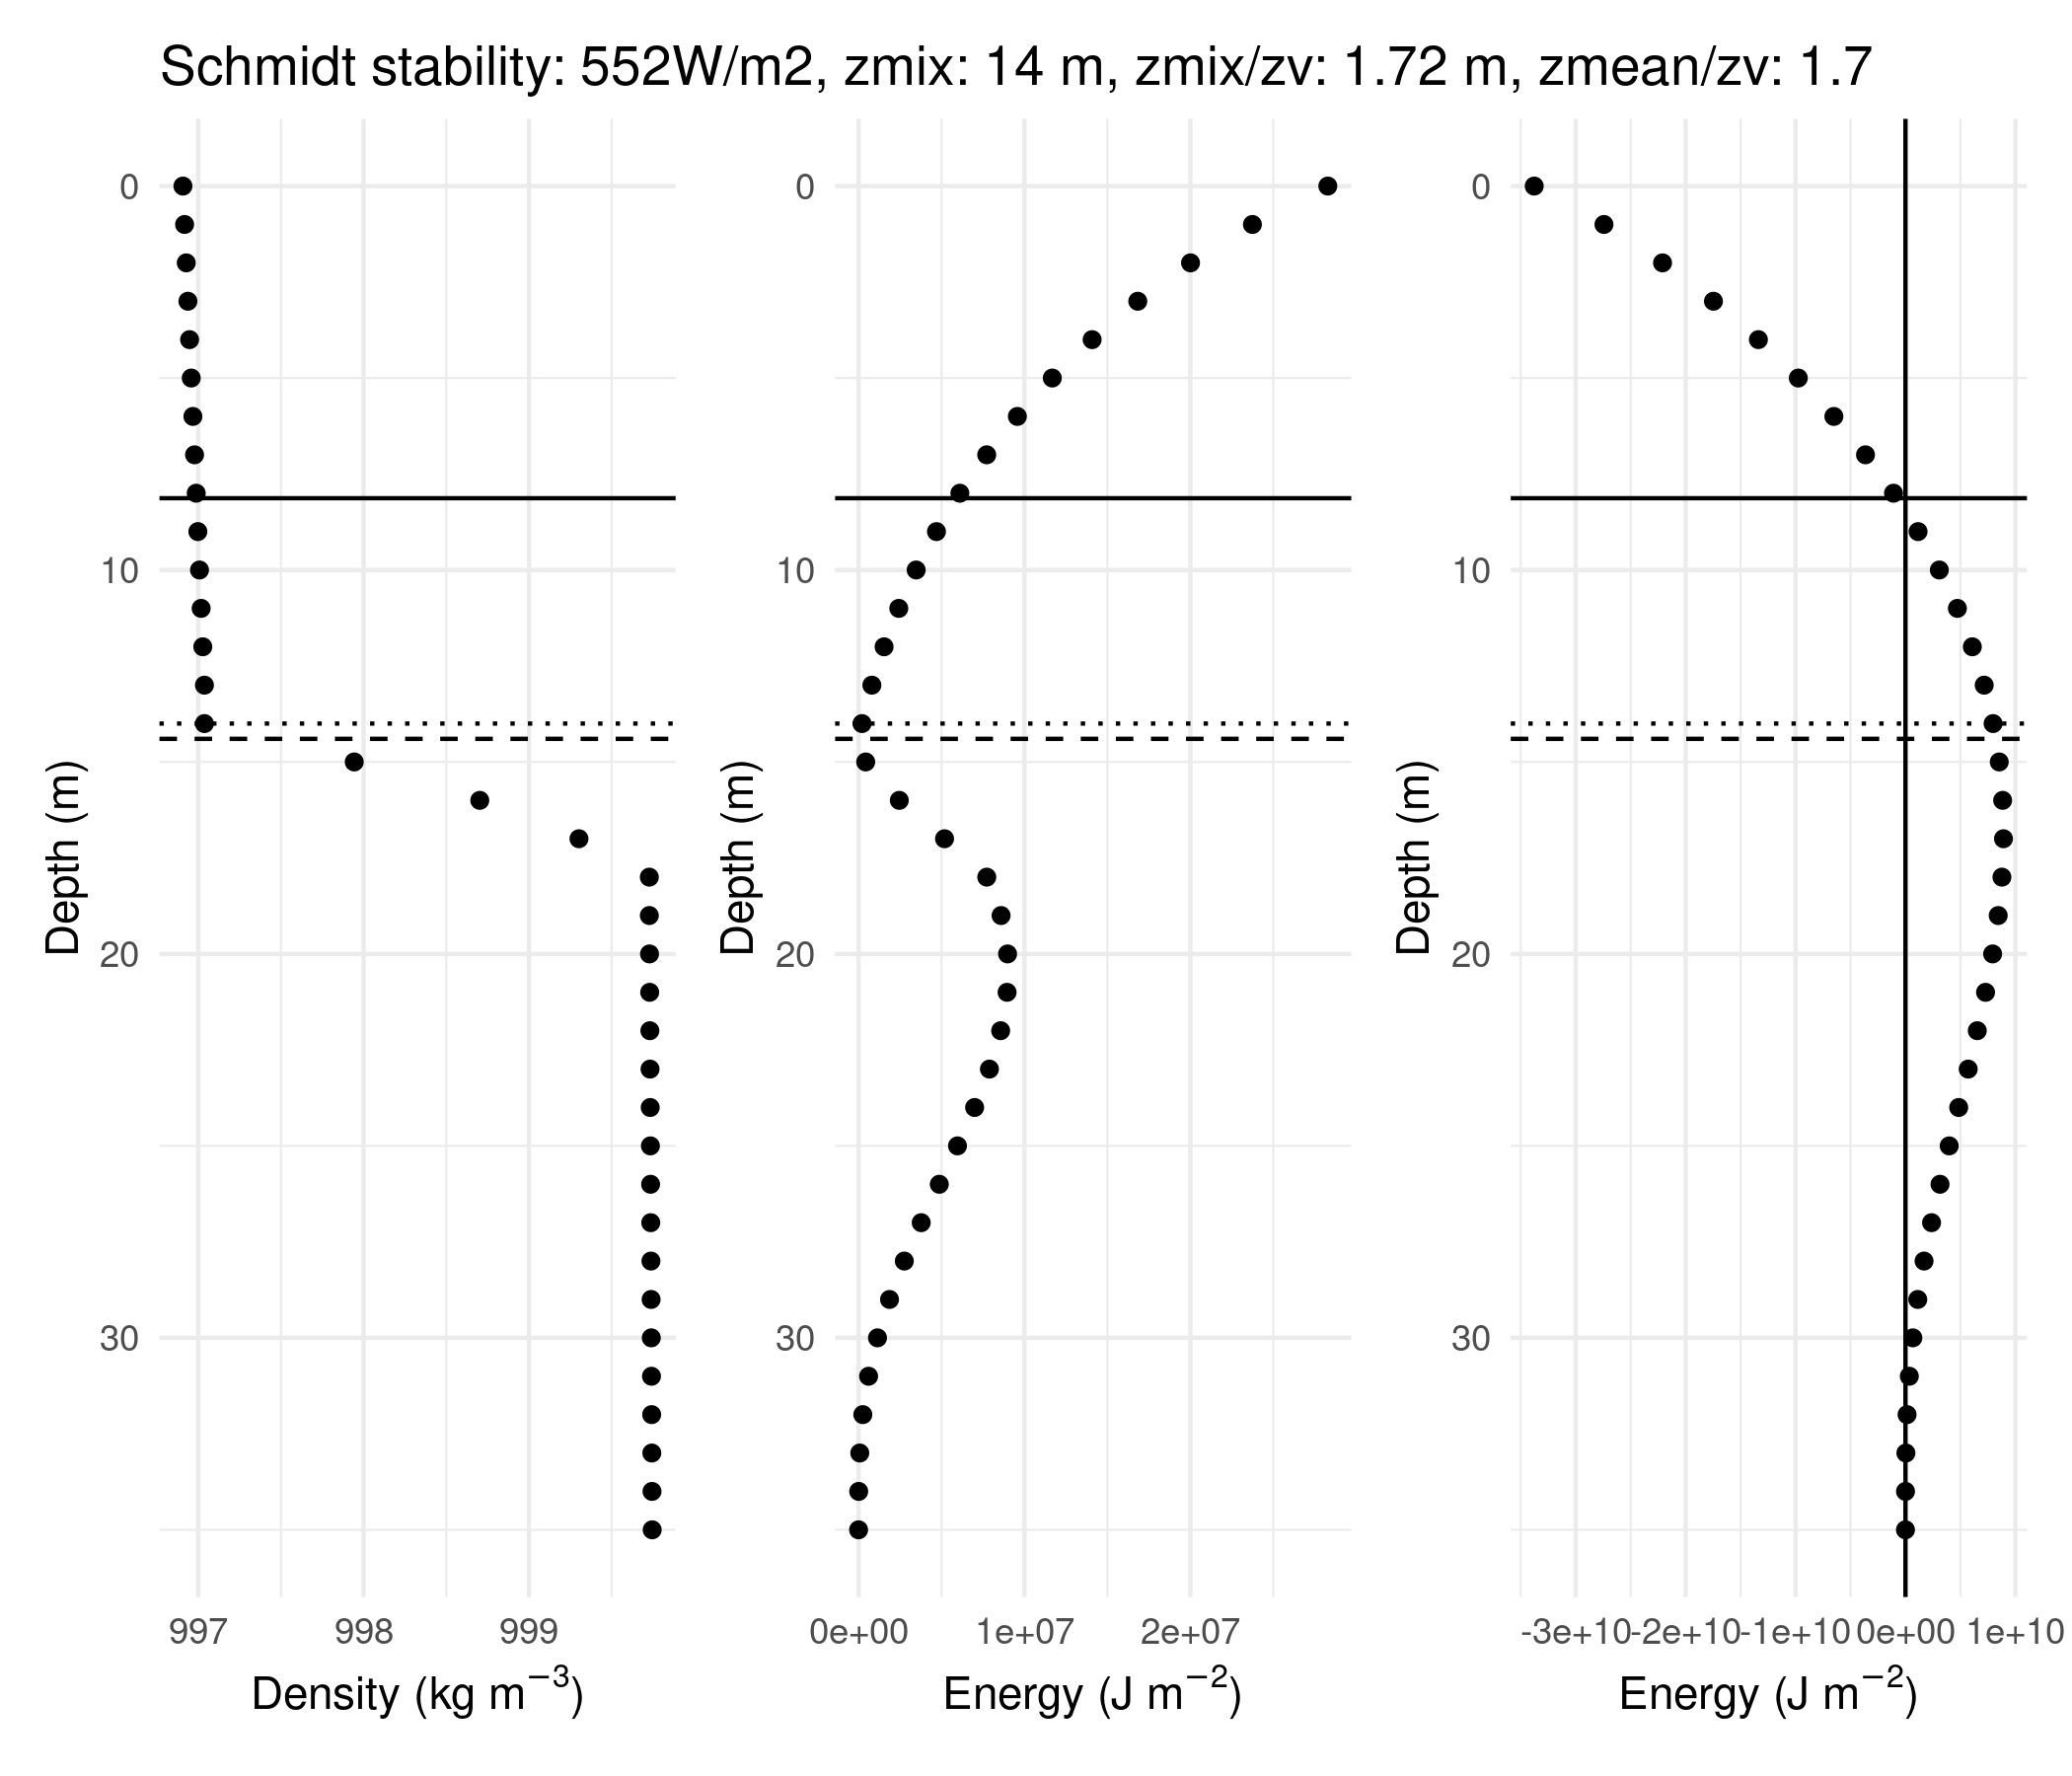 Schmidt stability: 552W/m2, zmix: 14 m, zmix/zv: 1.72 m, zmean/zv: 1.7
0
10
20
30
Depth (m)
997 998 999
Density (kg m−3)
0
10
20
30
Depth (m)
0e+00 1e+07 2e+07
Energy (J m−2)
0
10
20
30
Depth (m)
-3e+10 -2e+10 -1e+10 0e+00 1e+10
Energy (J m−2)